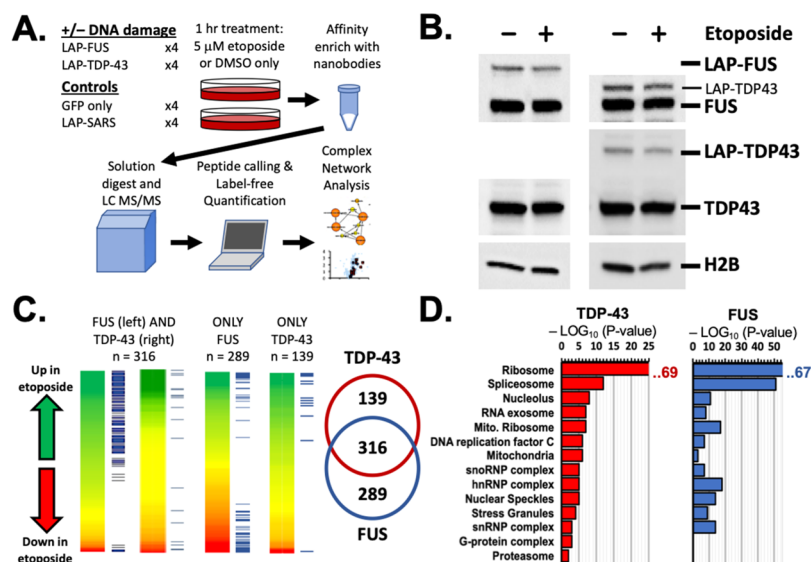 A.
+/– DNA damage
LAP-FUS x4
LAP-TDP-43 x4
Controls
GFP only x4
LAP-SARS x4
1 hr treatment:
5 μM etoposide
or DMSO only
Affinity
enrich with
nanobodies
Solution
digest and
LC MS/MS
Peptide calling &
Label-free
Quantification
Complex
Network
Analysis
B.
– + – + Etoposide
LAP-FUS
LAP-TDP43
FUS
LAP-TDP43
TDP43
H2B
C.
FUS (left) AND
TDP-43 (right)
n = 316
ONLY
FUS
n = 289
ONLY
TDP-43
n = 139
Up in
etoposide
Down in
etoposide
TDP-43
139
316
289
FUS
D.
TDP-43
– LOG10 (P-value)
0 5 10 15 20 25
..69
FUS
– LOG10 (P-value)
0 10 20 30 40 50
..67
Ribosome
Spliceosome
Nucleolus
RNA exosome
Mito. Ribosome
DNA replication factor C
Mitochondria
snoRNP complex
hnRNP complex
Nuclear Speckles
Stress Granules
snRNP complex
G-protein complex
Proteasome